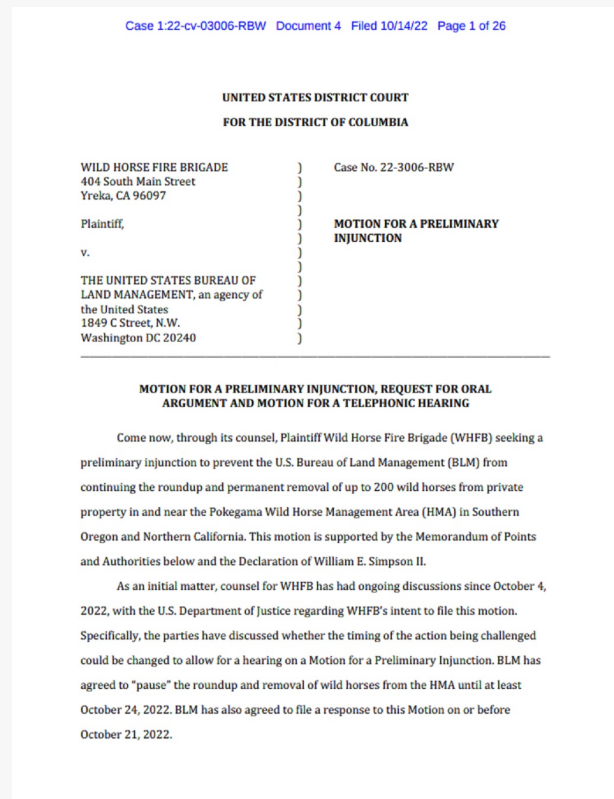 Case 1:22-cv-03006-RBW Document 4 Filed 10/14/22 Page 1 of 26
UNITED STATES DISTRICT COURT
FOR THE DISTRICT OF COLUMBIA
WILD HORSE FIRE BRIGADE ) Case No. 22-3006-RBW
404 South Main Street )
Yreka, CA 96097 )
)
Plaintiff, ) MOTION FOR A PRELIMINARY
) INJUNCTION
v. )
)
THE UNITED STATES BUREAU OF )
LAND MANAGEMENT, an agency of )
the United States )
1849 C Street, N.W. )
Washington DC 20240 )
MOTION FOR A PRELIMINARY INJUNCTION, REQUEST FOR ORAL
ARGUMENT AND MOTION FOR A TELEPHONIC HEARING
Come now, through its counsel, Plaintiff Wild Horse Fire Brigade (WHFB) seeking a
preliminary injunction to prevent the U.S. Bureau of Land Management (BLM) from
continuing the roundup and permanent removal of up to 200 wild horses from private
property in and near the Pokegama Wild Horse Management Area (HMA) in Southern
Oregon and Northern California. This motion is supported by the Memorandum of Points
and Authorities below and the Declaration of William E. Simpson II.
As an initial matter, counsel for WHFB has had ongoing discussions since October 4,
2022, with the U.S. Department of Justice regarding WHFB's intent to file this motion.
Specifically, the parties have discussed whether the timing of the action being challenged
could be changed to allow for a hearing on a Motion for a Preliminary Injunction. BLM has
agreed to “pause” the roundup and removal of wild horses from the HMA until at least
October 24, 2022. BLM has also agreed to file a response to this Motion on or before
October 21, 2022.